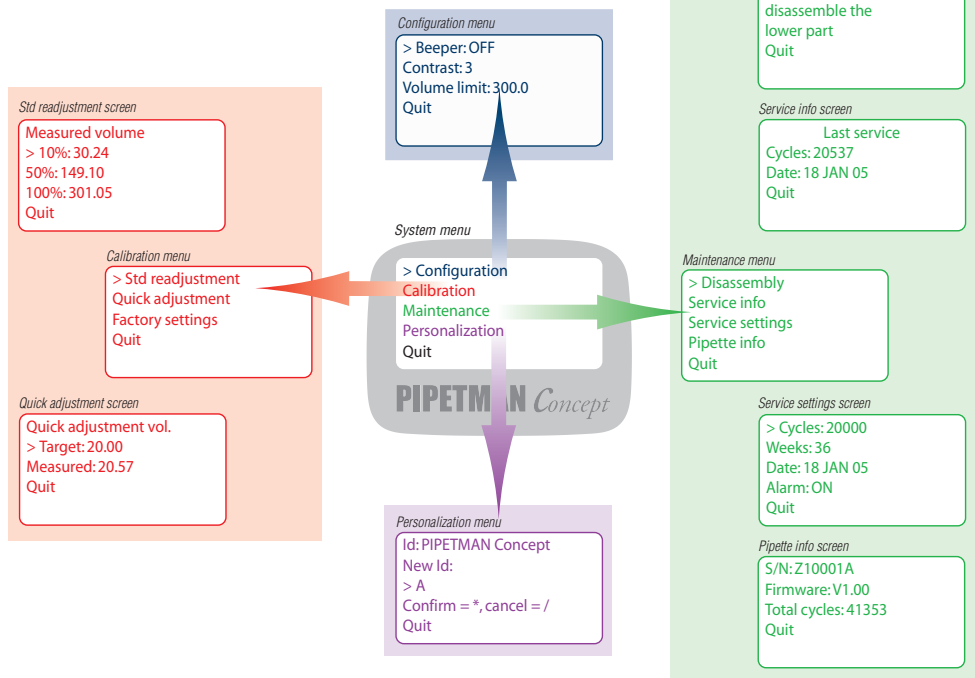 Configuration menu
> Beeper: OFF
Contrast: 3
Volume limit: 300.0
Quit
Std readjustment screen
Measured volume
> 10%: 30.24
50%: 149.10
100%: 301.05
Quit
Calibration menu
> Std readjustment
Quick adjustment
Factory settings
Quit
Quick adjustment screen
Quick adjustment vol.
> Target: 20.00
Measured: 20.57
Quit
System menu
> Configuration
Calibration
Maintenance
Personalization
Quit
PIPETMAN Concept
Personalization menu
Id: PIPETMAN Concept
New Id:
> A
Confirm = *, cancel = /
Quit
disassemble the
lower part
Quit
Service info screen
Last service
Cycles: 20537
Date: 18 JAN 05
Quit
Maintenance menu
> Disassembly
Service info
Service settings
Pipette info
Quit
Service settings screen
> Cycles: 20000
Weeks: 36
Date: 18 JAN 05
Alarm: ON
Quit
Pipette info screen
S/N: Z10001A
Firmware: V1.00
Total cycles: 41353
Quit